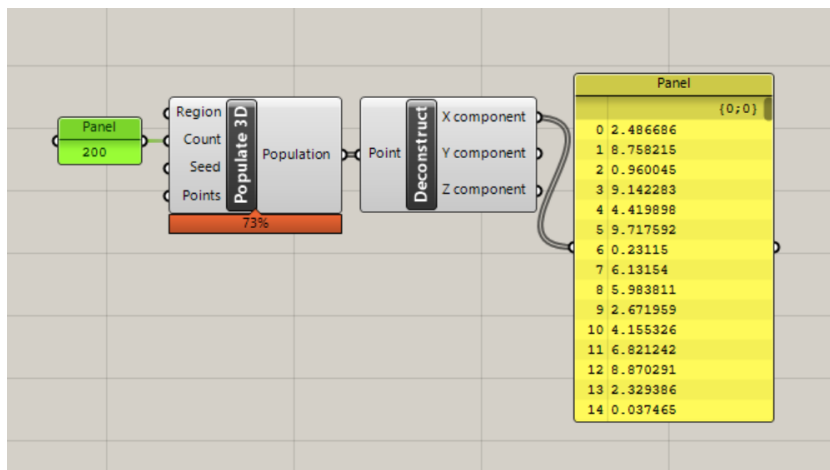 Panel
200
Region
Count
Seed
Points
Populate 3D
Population
73%
Point
Deconstruct
X component
Y component
Z component
Panel
{0;0}
0 2.486686
1 8.758215
2 0.960045
3 9.142283
4 4.419898
5 9.717592
6 0.23115
7 6.13154
8 5.983811
9 2.671959
10 4.155326
11 6.821242
12 8.870291
13 2.329386
14 0.037465